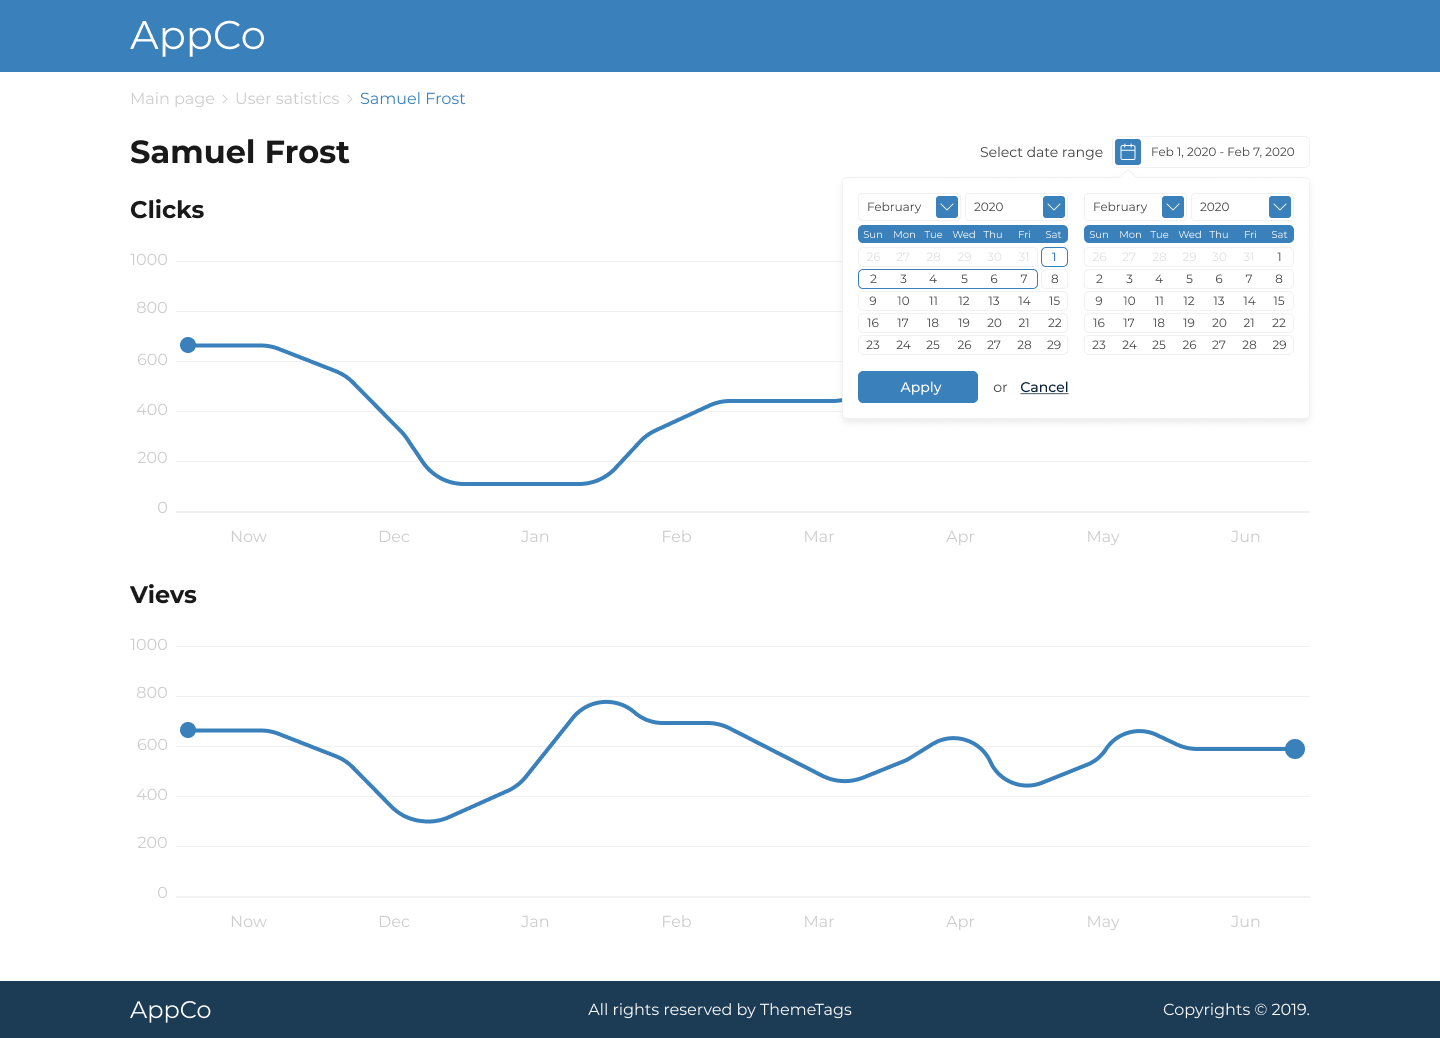 AppCo
Main page > User satistics > Samuel Frost
Samuel Frost
Select date range Feb 1, 2020 - Feb 7, 2020
Clicks
February 2020 February 2020
Sun Mon Tue Wed Thu Fri Sat Sun Mon Tue Wed Thu Fri Sat
26 27 28 29 30 31 1 26 27 28 29 30 31 1
2 3 4 5 6 7 8 2 3 4 5 6 7 8
9 10 11 12 13 14 15 9 10 11 12 13 14 15
16 17 18 19 20 21 22 16 17 18 19 20 21 22
23 24 25 26 27 28 29 23 24 25 26 27 28 29
Apply or Cancel
1000
800
600
400
200
0
Now Dec Jan Feb Mar Apr May Jun
Vievs
1000
800
600
400
200
0
Now Dec Jan Feb Mar Apr May Jun
AppCo All rights reserved by ThemeTags Copyrights © 2019.